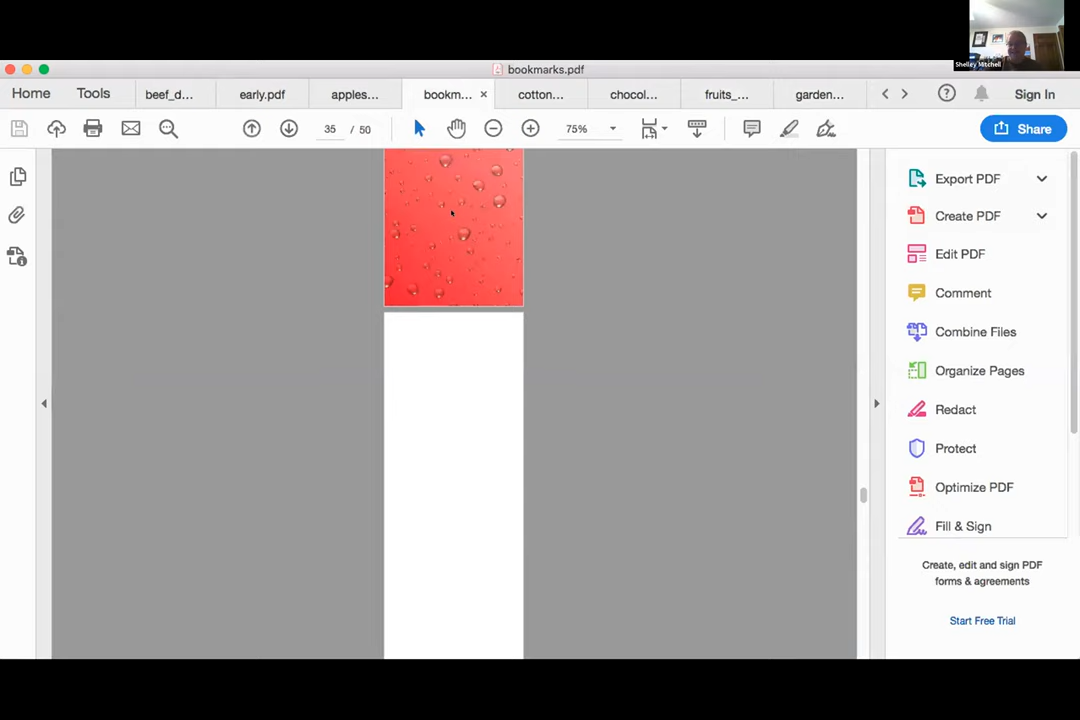 Shelley Mitchell
bookmarks.pdf
Home
Tools
beef_d...
early.pdf
apples...
bookm...
cotton...
chocol...
fruits_...
garden...
Sign In
35 / 50
75%
Share
Export PDF
Create PDF
Edit PDF
Comment
Combine Files
Organize Pages
Redact
Protect
Optimize PDF
Fill & Sign
Create, edit and sign PDF
forms & agreements
Start Free Trial